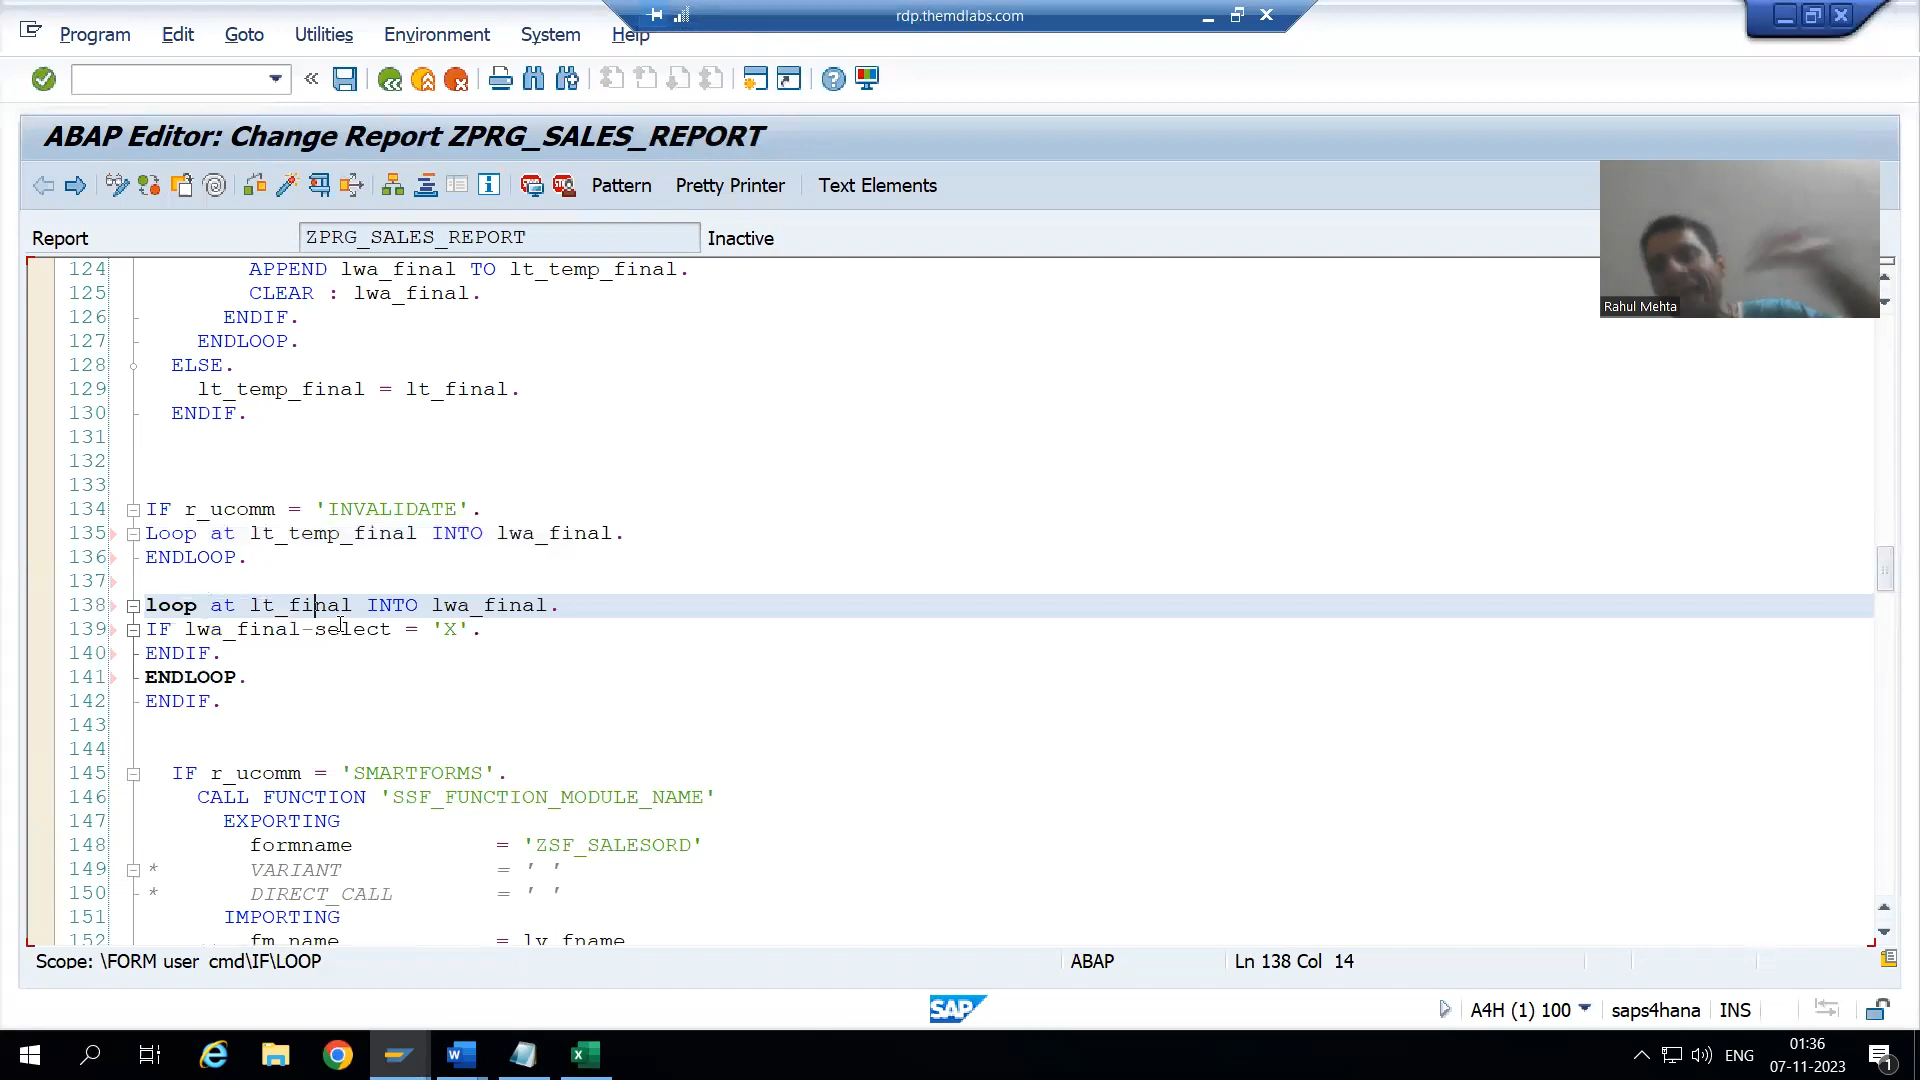 rdp.themdlabs.com
Program Edit Goto Utilities Environment System Help
ABAP Editor: Change Report ZPRG_SALES_REPORT
Pattern Pretty Printer Text Elements
Report ZPRG_SALES_REPORT Inactive
Rahul Mehta
124 APPEND lwa_final TO lt_temp_final.
125 CLEAR : lwa_final.
126 ENDIF.
127 ENDLOOP.
128 ELSE.
129 lt_temp_final = lt_final.
130 ENDIF.
131
132
133
134 IF r_ucomm = 'INVALIDATE'.
135 Loop at lt_temp_final INTO lwa_final.
136 ENDLOOP.
137
138 loop at lt_final INTO lwa_final.
139 IF lwa_final-select = 'X'.
140 ENDIF.
141 ENDLOOP.
142 ENDIF.
143
144
145 IF r_ucomm = 'SMARTFORMS'.
146 CALL FUNCTION 'SSF_FUNCTION_MODULE_NAME'
147 EXPORTING
148 formname = 'ZSF_SALESORD'
149 * VARIANT = ' '
150 * DIRECT_CALL = ' '
151 IMPORTING
152 fm_name = lv_fname
Scope: \FORM user_cmd\IF\LOOP ABAP Ln 138 Col 14
SAP A4H (1) 100 saps4hana INS
ENG 01:36
07-11-2023
1